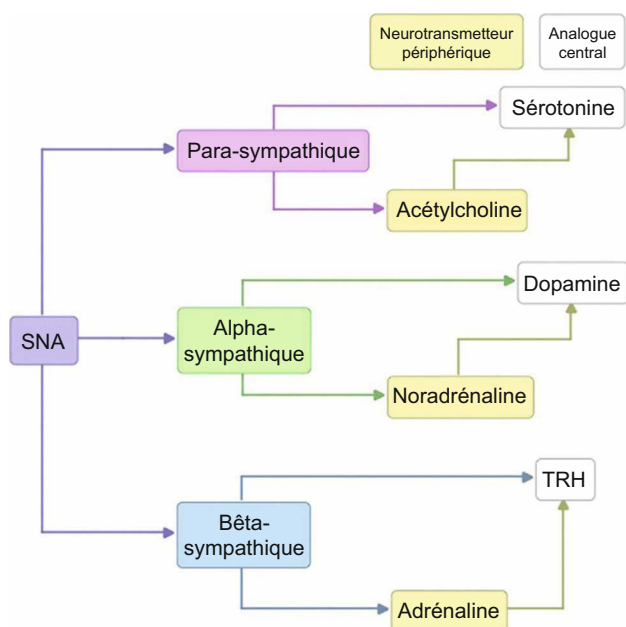 Neurotransmetteur
périphérique
Analogue
central
Sérotonine
Para-sympathique
Acétylcholine
Dopamine
SNA
Alpha-
sympathique
Noradrénaline
TRH
Bêta-
sympathique
Adrénaline